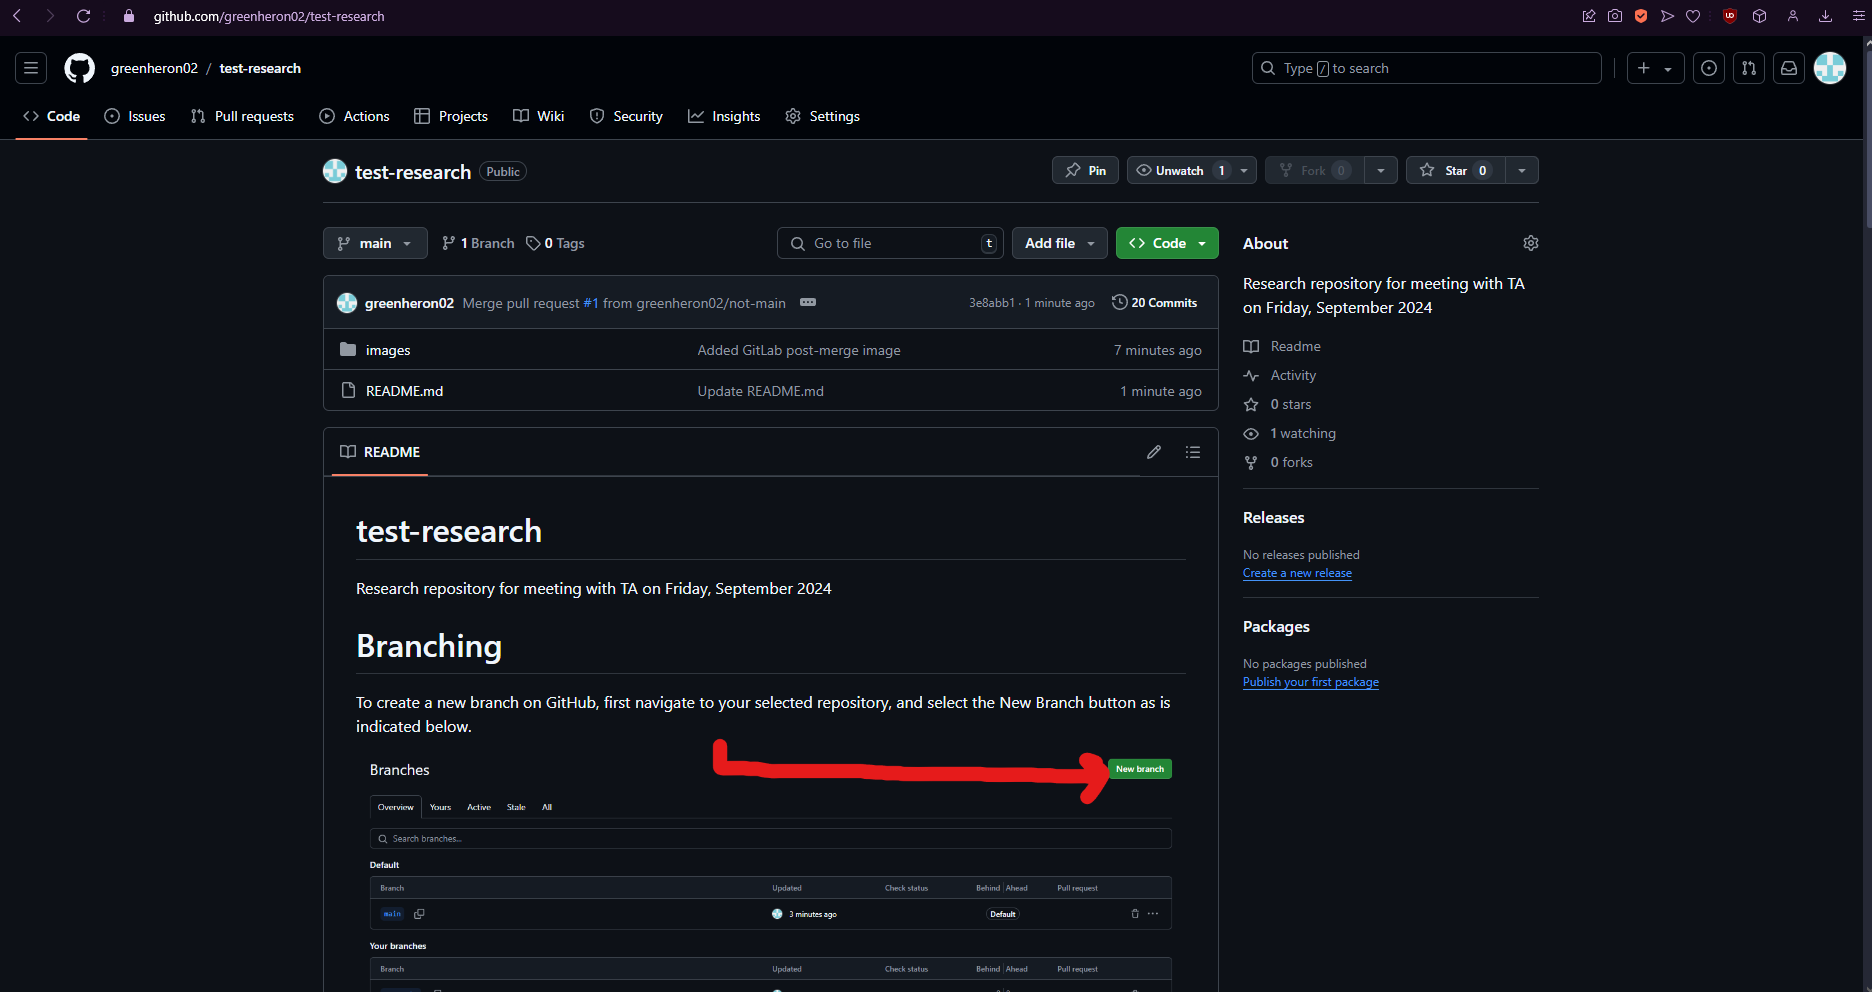 github.com/greenheron02/test-research
greenheron02 / test-research
Type / to search
Code Issues Pull requests Actions Projects Wiki Security Insights Settings
test-research Public
Pin Unwatch 1 Fork 0 Star 0
main 1 Branch 0 Tags Go to file t Add file Code
greenheron02 Merge pull request #1 from greenheron02/not-main 3e8abb1 · 1 minute ago 20 Commits
images Added GitLab post-merge image 7 minutes ago
README.md Update README.md 1 minute ago
README
test-research
Research repository for meeting with TA on Friday, September 2024
Branching
To create a new branch on GitHub, first navigate to your selected repository, and select the New Branch button as is
indicated below.
Branches New branch
Overview Yours Active Stale All
Search branches...
Default
Branch Updated Check status Behind Ahead Pull request
main 3 minutes ago Default
Your branches
Branch Updated Check status Behind Ahead Pull request
About
Research repository for meeting with TA
on Friday, September 2024
Readme
Activity
0 stars
1 watching
0 forks
Releases
No releases published
Create a new release
Packages
No packages published
Publish your first package